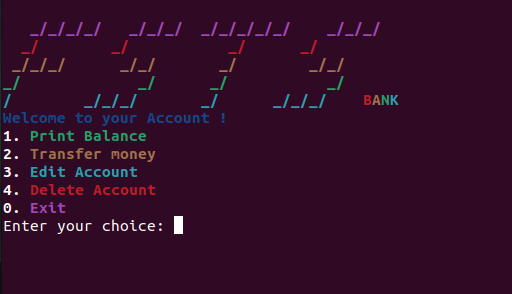 _/_/_/_/   _/_/_/  _/_/_/_/_/    _/_/_/
  _/        _/           _/      _/
 _/_/_/      _/_/       _/        _/_/
_/             _/      _/           _/
/        _/_/_/       _/      _/_/_/    BANK
Welcome to your Account !
1. Print Balance
2. Transfer money
3. Edit Account
4. Delete Account
0. Exit
Enter your choice: